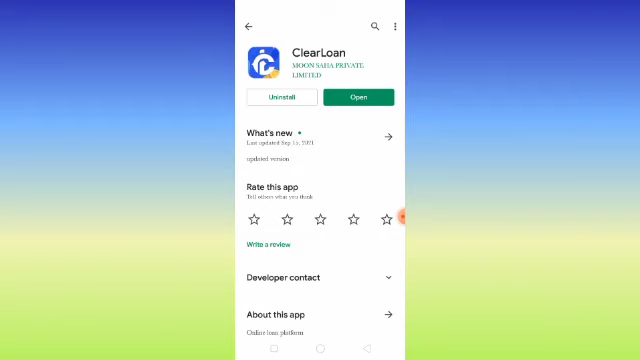 ClearLoan
MOON SAHA PRIVATE
LIMITED
Uninstall
Open
What's new
Last updated Sep 15, 2021
updated version
Rate this app
Tell others what you think
Write a review
Developer contact
About this app
Online loan platform